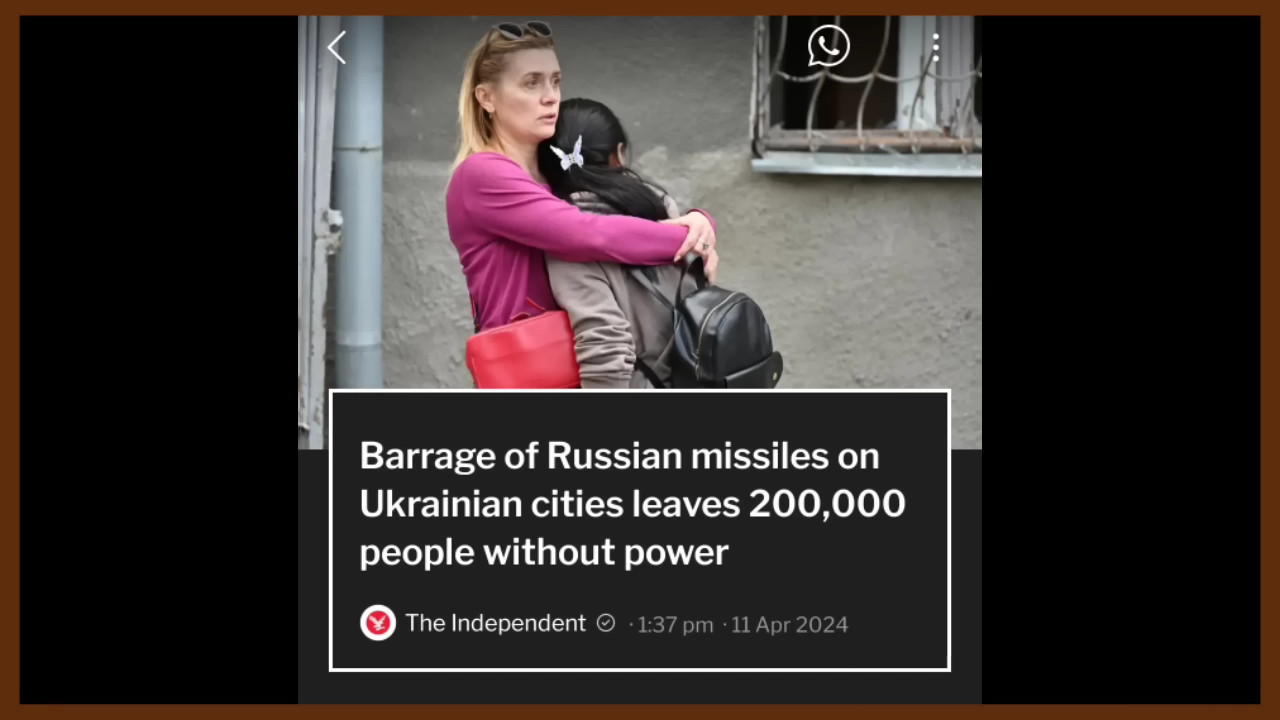 Barrage of Russian missiles on
Ukrainian cities leaves 200,000
people without power
The Independent · 1:37 pm · 11 Apr 2024